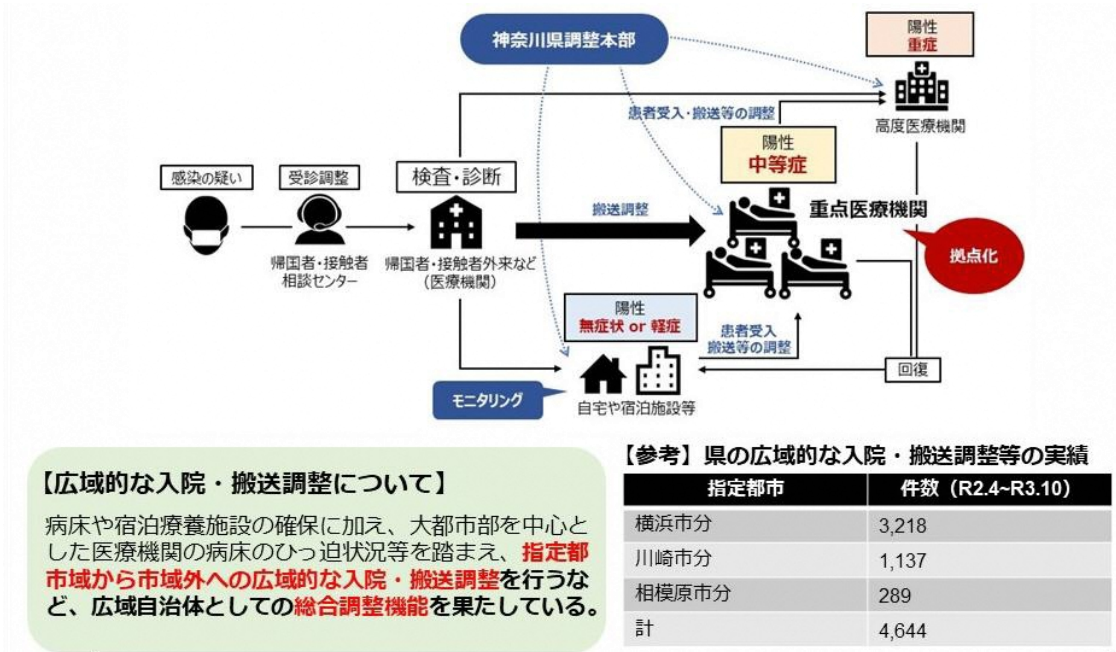 神奈川県調整本部
陽性
重症
高度医療機関
患者受入・搬送等の調整
陽性
中等症
感染の疑い
受診調整
検査・診断
搬送調整
重点医療機関
帰国者・接触者
相談センター
帰国者・接触者外来など
(医療機関)
拠点化
陽性
無症状 or 軽症
患者受入
搬送等の調整
回復
モニタリング
自宅や宿泊施設等
【広域的な入院・搬送調整について】
病床や宿泊療養施設の確保に加え、大都市部を中心と
した医療機関の病床のひっ迫状況等を踏まえ、指定都
市域から市域外への広域的な入院・搬送調整を行うな
ど、広域自治体としての総合調整機能を果たしている。
【参考】県の広域的な入院・搬送調整等の実績
指定都市 件数（R2.4~R3.10）
横浜市分 3,218
川崎市分 1,137
相模原市分 289
計 4,644